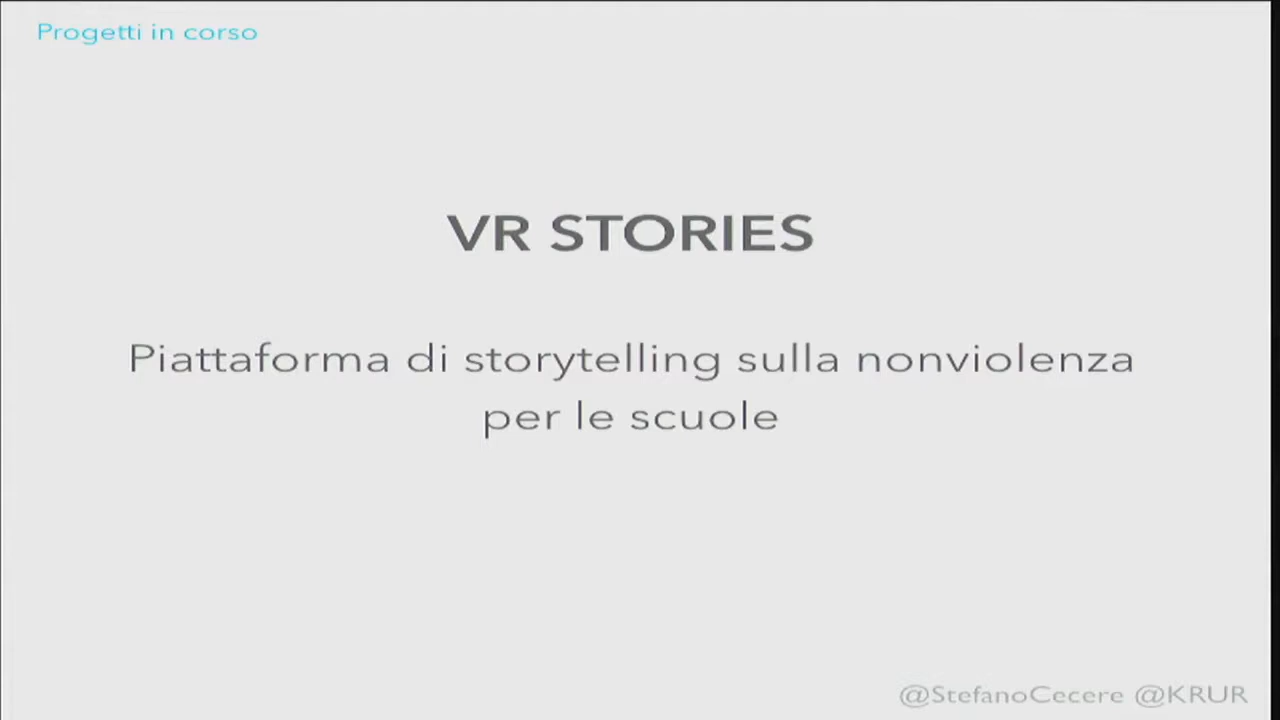 Progetti in corso
VR STORIES
Piattaforma di storytelling sulla nonviolenza
per le scuole
@StefanoCecere @KRUR